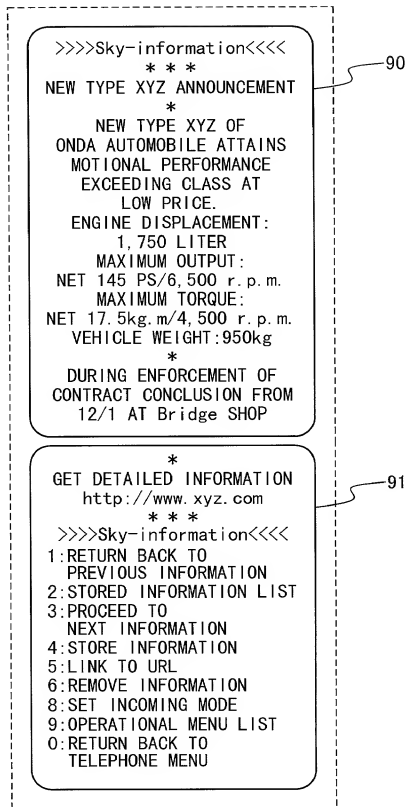 >>>>Sky-information<<<<
* * *
NEW TYPE XYZ ANNOUNCEMENT
*
NEW TYPE XYZ OF
ONDA AUTOMOBILE ATTAINS
MOTIONAL PERFORMANCE
EXCEEDING CLASS AT
LOW PRICE.
ENGINE DISPLACEMENT:
1,750 LITER
MAXIMUM OUTPUT:
NET 145 PS/6,500 r.p.m.
MAXIMUM TORQUE:
NET 17.5kg.m/4,500 r.p.m.
VEHICLE WEIGHT:950kg
*
DURING ENFORCEMENT OF
CONTRACT CONCLUSION FROM
12/1 AT Bridge SHOP
90
*
GET DETAILED INFORMATION
http://www.xyz.com
* * *
>>>>Sky-information<<<<
1:RETURN BACK TO
PREVIOUS INFORMATION
2:STORED INFORMATION LIST
3:PROCEED TO
NEXT INFORMATION
4:STORE INFORMATION
5:LINK TO URL
6:REMOVE INFORMATION
8:SET INCOMING MODE
9:OPERATIONAL MENU LIST
0:RETURN BACK TO
TELEPHONE MENU
91